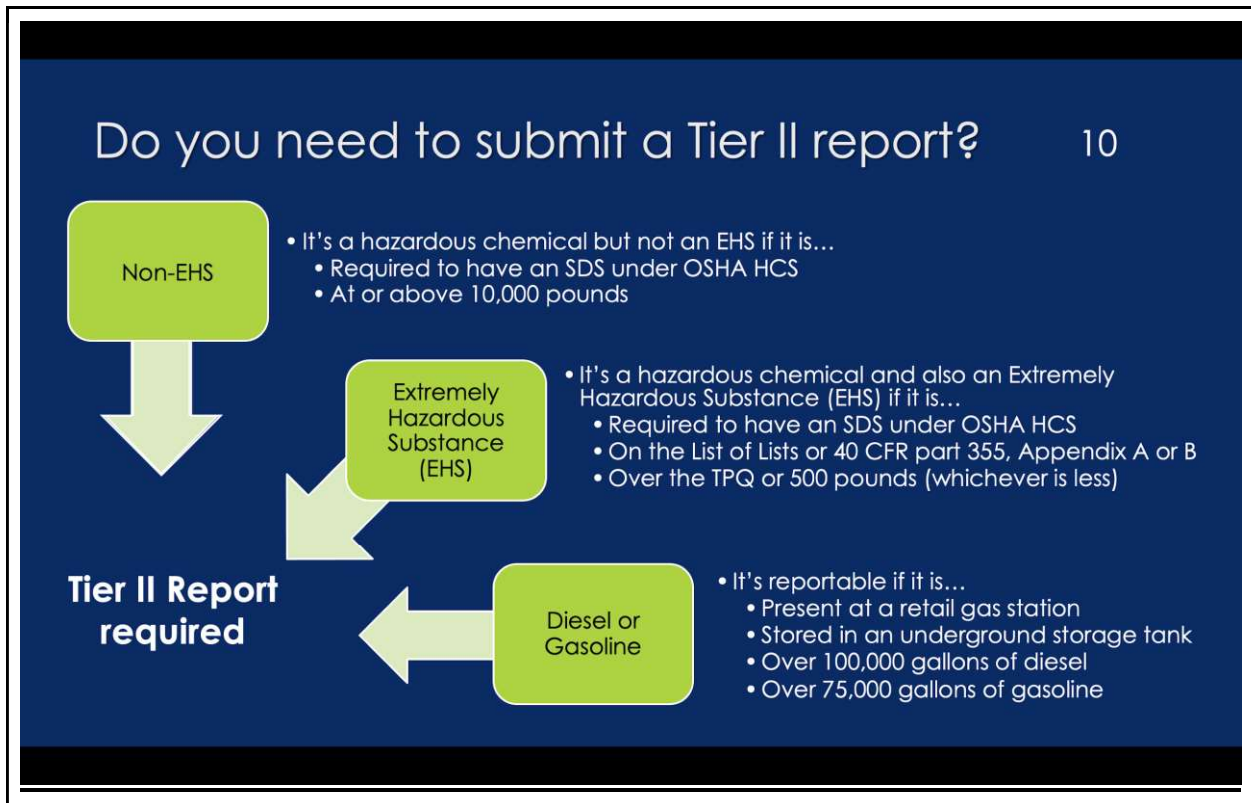 Do you need to submit a Tier II report?
10
Non-EHS
• It's a hazardous chemical but not an EHS if it is…
• Required to have an SDS under OSHA HCS
• At or above 10,000 pounds
Extremely
Hazardous
Substance
(EHS)
• It's a hazardous chemical and also an Extremely
Hazardous Substance (EHS) if it is…
• Required to have an SDS under OSHA HCS
• On the List of Lists or 40 CFR part 355, Appendix A or B
• Over the TPQ or 500 pounds (whichever is less)
Tier II Report
required
Diesel or
Gasoline
• It's reportable if it is…
• Present at a retail gas station
• Stored in an underground storage tank
• Over 100,000 gallons of diesel
• Over 75,000 gallons of gasoline